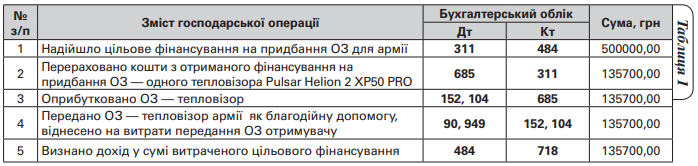 № з/п Зміст господарської операції Бухгалтерський облік Сума, грн
Дт Кт
1 Надійшло цільове фінансування на придбання ОЗ для армії 311 484 500000,00
2 Перераховано кошти з отриманого фінансування на
придбання ОЗ — одного тепловізора Pulsar Helion 2 XP50 PRO 685 311 135700,00
3 Оприбутковано ОЗ — тепловізор 152, 104 685 135700,00
4 Передано ОЗ — тепловізор армії як благодійну допомогу,
віднесено на витрати передання ОЗ отримувачу 90, 949 152, 104 135700,00
5 Визнано дохід у сумі витраченого цільового фінансування 484 718 135700,00
Таблиця 1